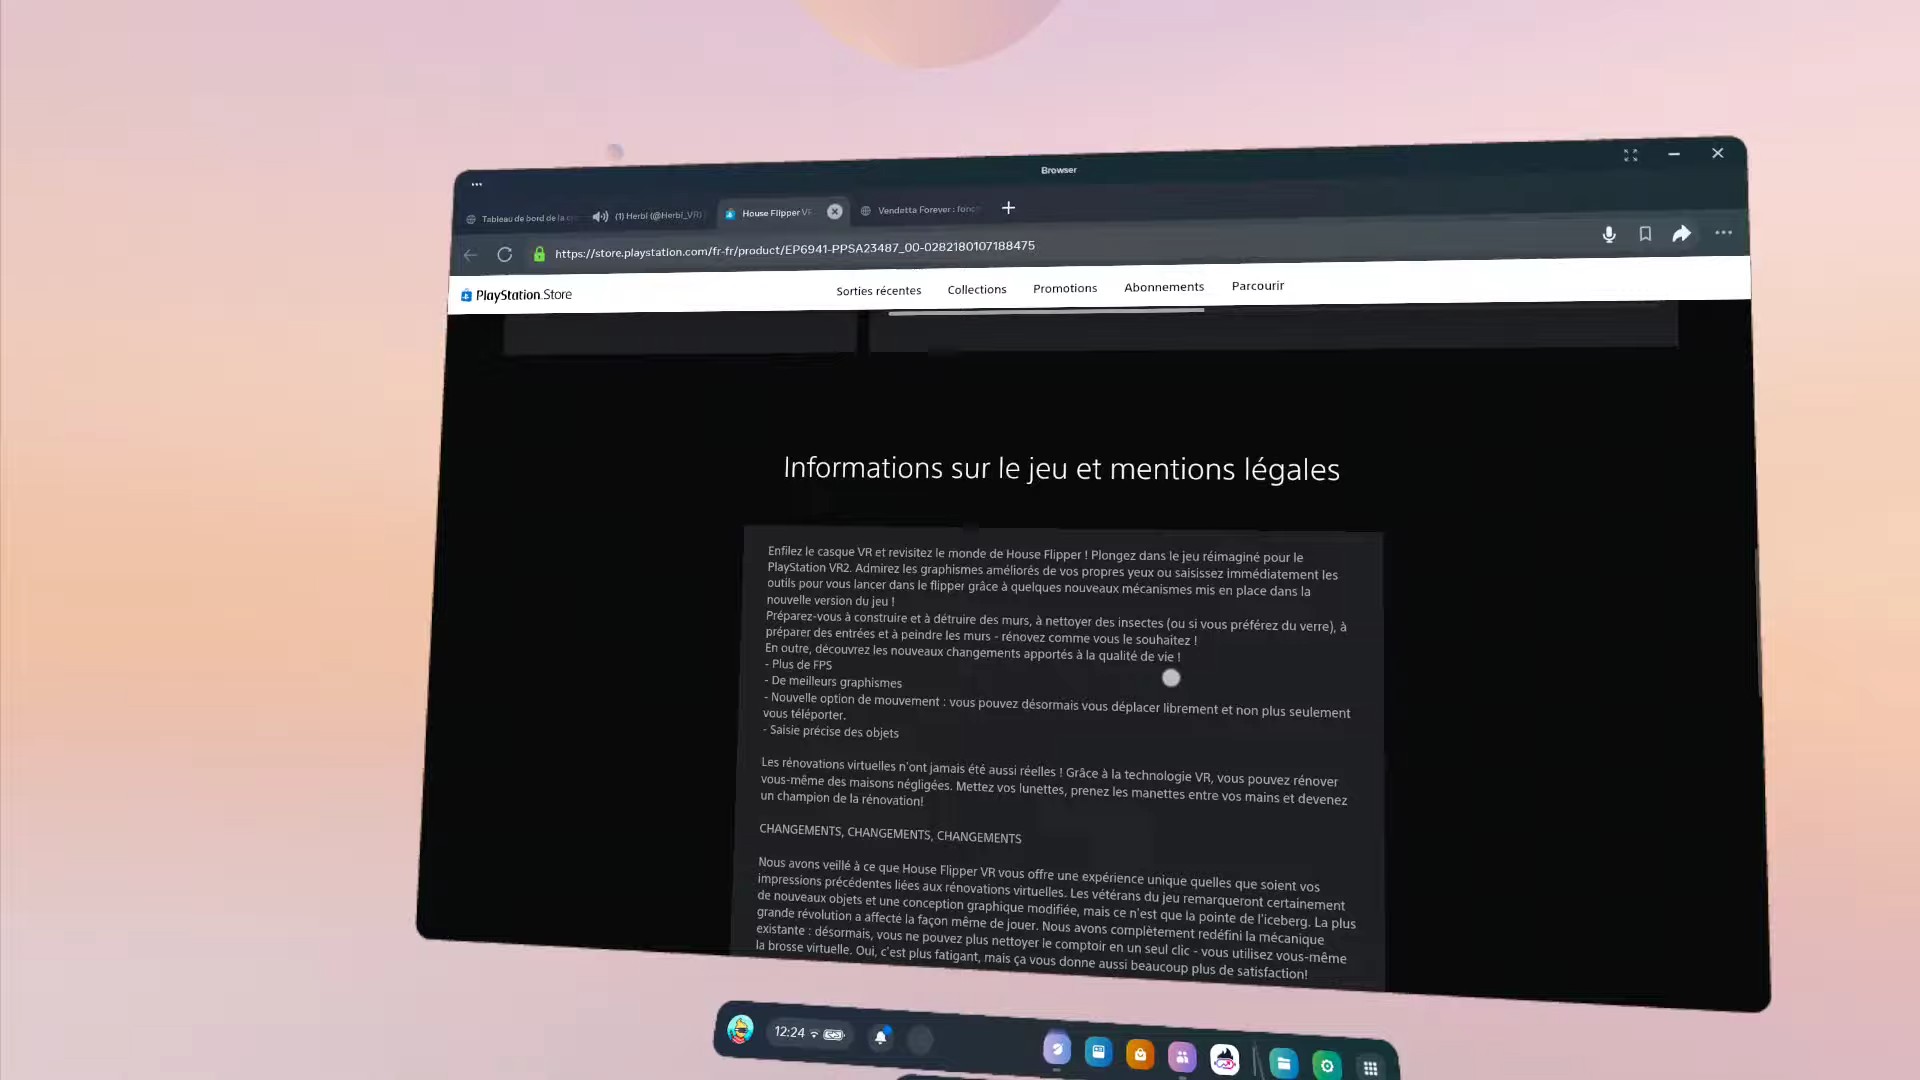 Browser
Tableau de bord de la
(1) Herbi (@Herbi_VR)
House Flipper VR
Vendetta Forever : fonc
https://store.playstation.com/fr-fr/product/EP6941-PPSA23487_00-0282180107188475
PlayStation.Store
Sorties récentes
Collections
Promotions
Abonnements
Parcourir
Informations sur le jeu et mentions légales
Enfilez le casque VR et revisitez le monde de House Flipper ! Plongez dans le jeu réimaginé pour le
PlayStation VR2. Admirez les graphismes améliorés de vos propres yeux ou saisissez immédiatement les
outils pour vous lancer dans le flipper grâce à quelques nouveaux mécanismes mis en place dans la
nouvelle version du jeu !
Préparez-vous à construire et à détruire des murs, à nettoyer des insectes (ou si vous préférez du verre), à
préparer des entrées et à peindre les murs - rénovez comme vous le souhaitez !
En outre, découvrez les nouveaux changements apportés à la qualité de vie !
- Plus de FPS
- De meilleurs graphismes
- Nouvelle option de mouvement : vous pouvez désormais vous déplacer librement et non plus seulement
vous téléporter.
- Saisie précise des objets
Les rénovations virtuelles n'ont jamais été aussi réelles ! Grâce à la technologie VR, vous pouvez rénover
vous-même des maisons négligées. Mettez vos lunettes, prenez les manettes entre vos mains et devenez
un champion de la rénovation!
CHANGEMENTS, CHANGEMENTS, CHANGEMENTS
Nous avons veillé à ce que House Flipper VR vous offre une expérience unique quelles que soient vos
impressions précédentes liées aux rénovations virtuelles. Les vétérans du jeu remarqueront certainement
de nouveaux objets et une conception graphique modifiée, mais ce n'est que la pointe de l'iceberg. La plus
grande révolution a affecté la façon même de jouer. Nous avons complètement redéfini la mécanique
existante : désormais, vous ne pouvez plus nettoyer le comptoir en un seul clic - vous utilisez vous-même
la brosse virtuelle. Oui, c'est plus fatigant, mais ça vous donne aussi beaucoup plus de satisfaction!
12:24